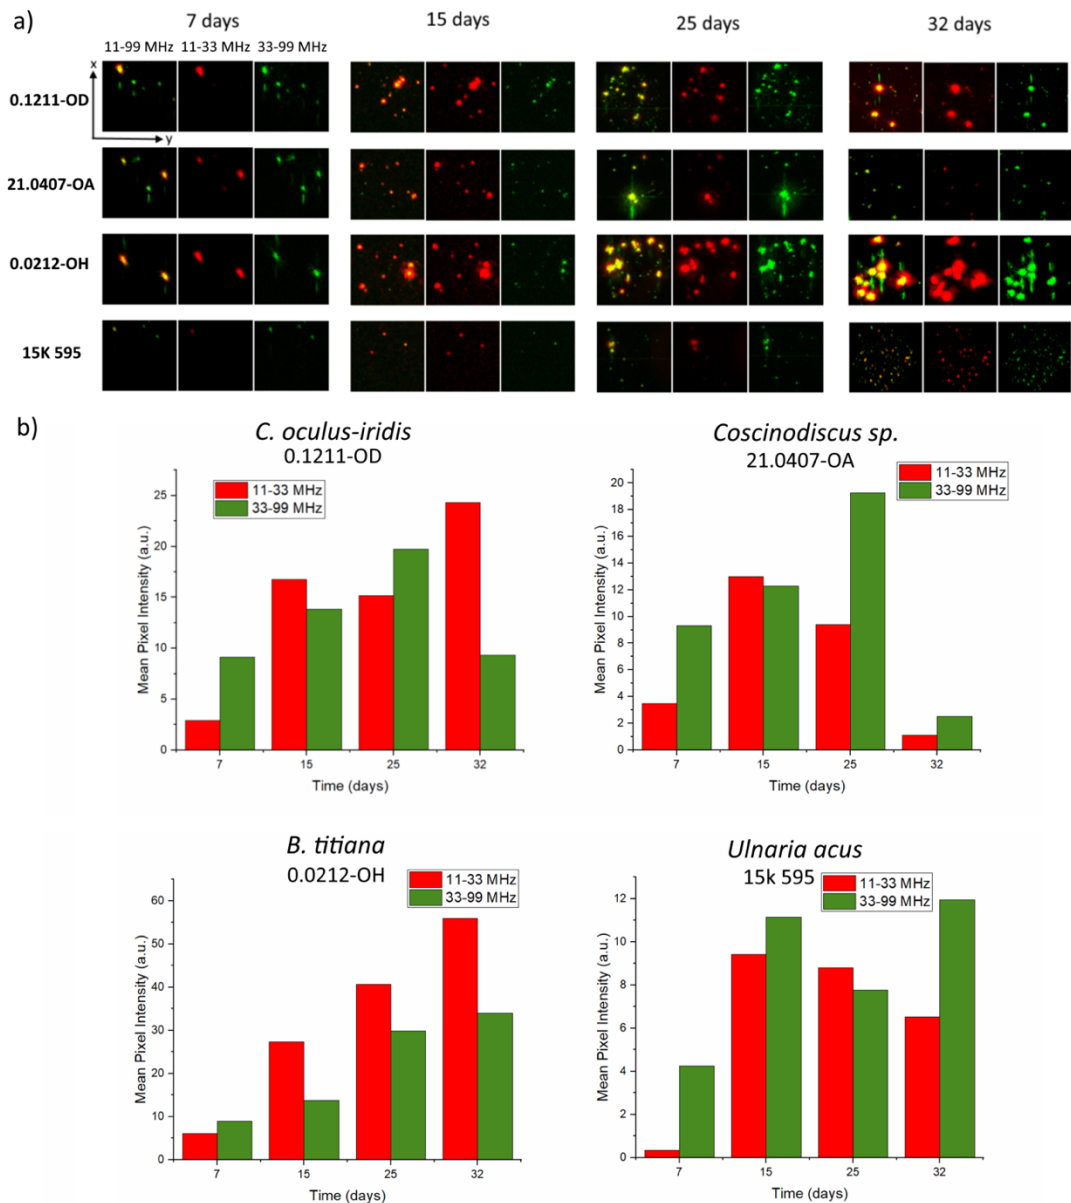 a)
7 days
15 days
25 days
32 days
11-99 MHz 11-33 MHz 33-99 MHz
x
y
0.1211-OD
21.0407-OA
0.0212-OH
15K 595
b)
C. oculus-iridis
0.1211-OD
11-33 MHz
33-99 MHz
Mean Pixel Intensity (a.u.)
25
20
15
10
5
0
7 15 25 32
Time (days)
Coscinodiscus sp.
21.0407-OA
11-33 MHz
33-99 MHz
Mean Pixel Intensity (a.u.)
20
18
16
14
12
10
8
6
4
2
0
7 15 25 32
Time (days)
B. titiana
0.0212-OH
11-33 MHz
33-99 MHz
Mean Pixel Intensity (a.u.)
60
50
40
30
20
10
0
7 15 25 32
Time (days)
Ulnaria acus
15k 595
11-33 MHz
33-99 MHz
Mean Pixel Intensity (a.u.)
12
10
8
6
4
2
0
7 15 25 32
Time (days)